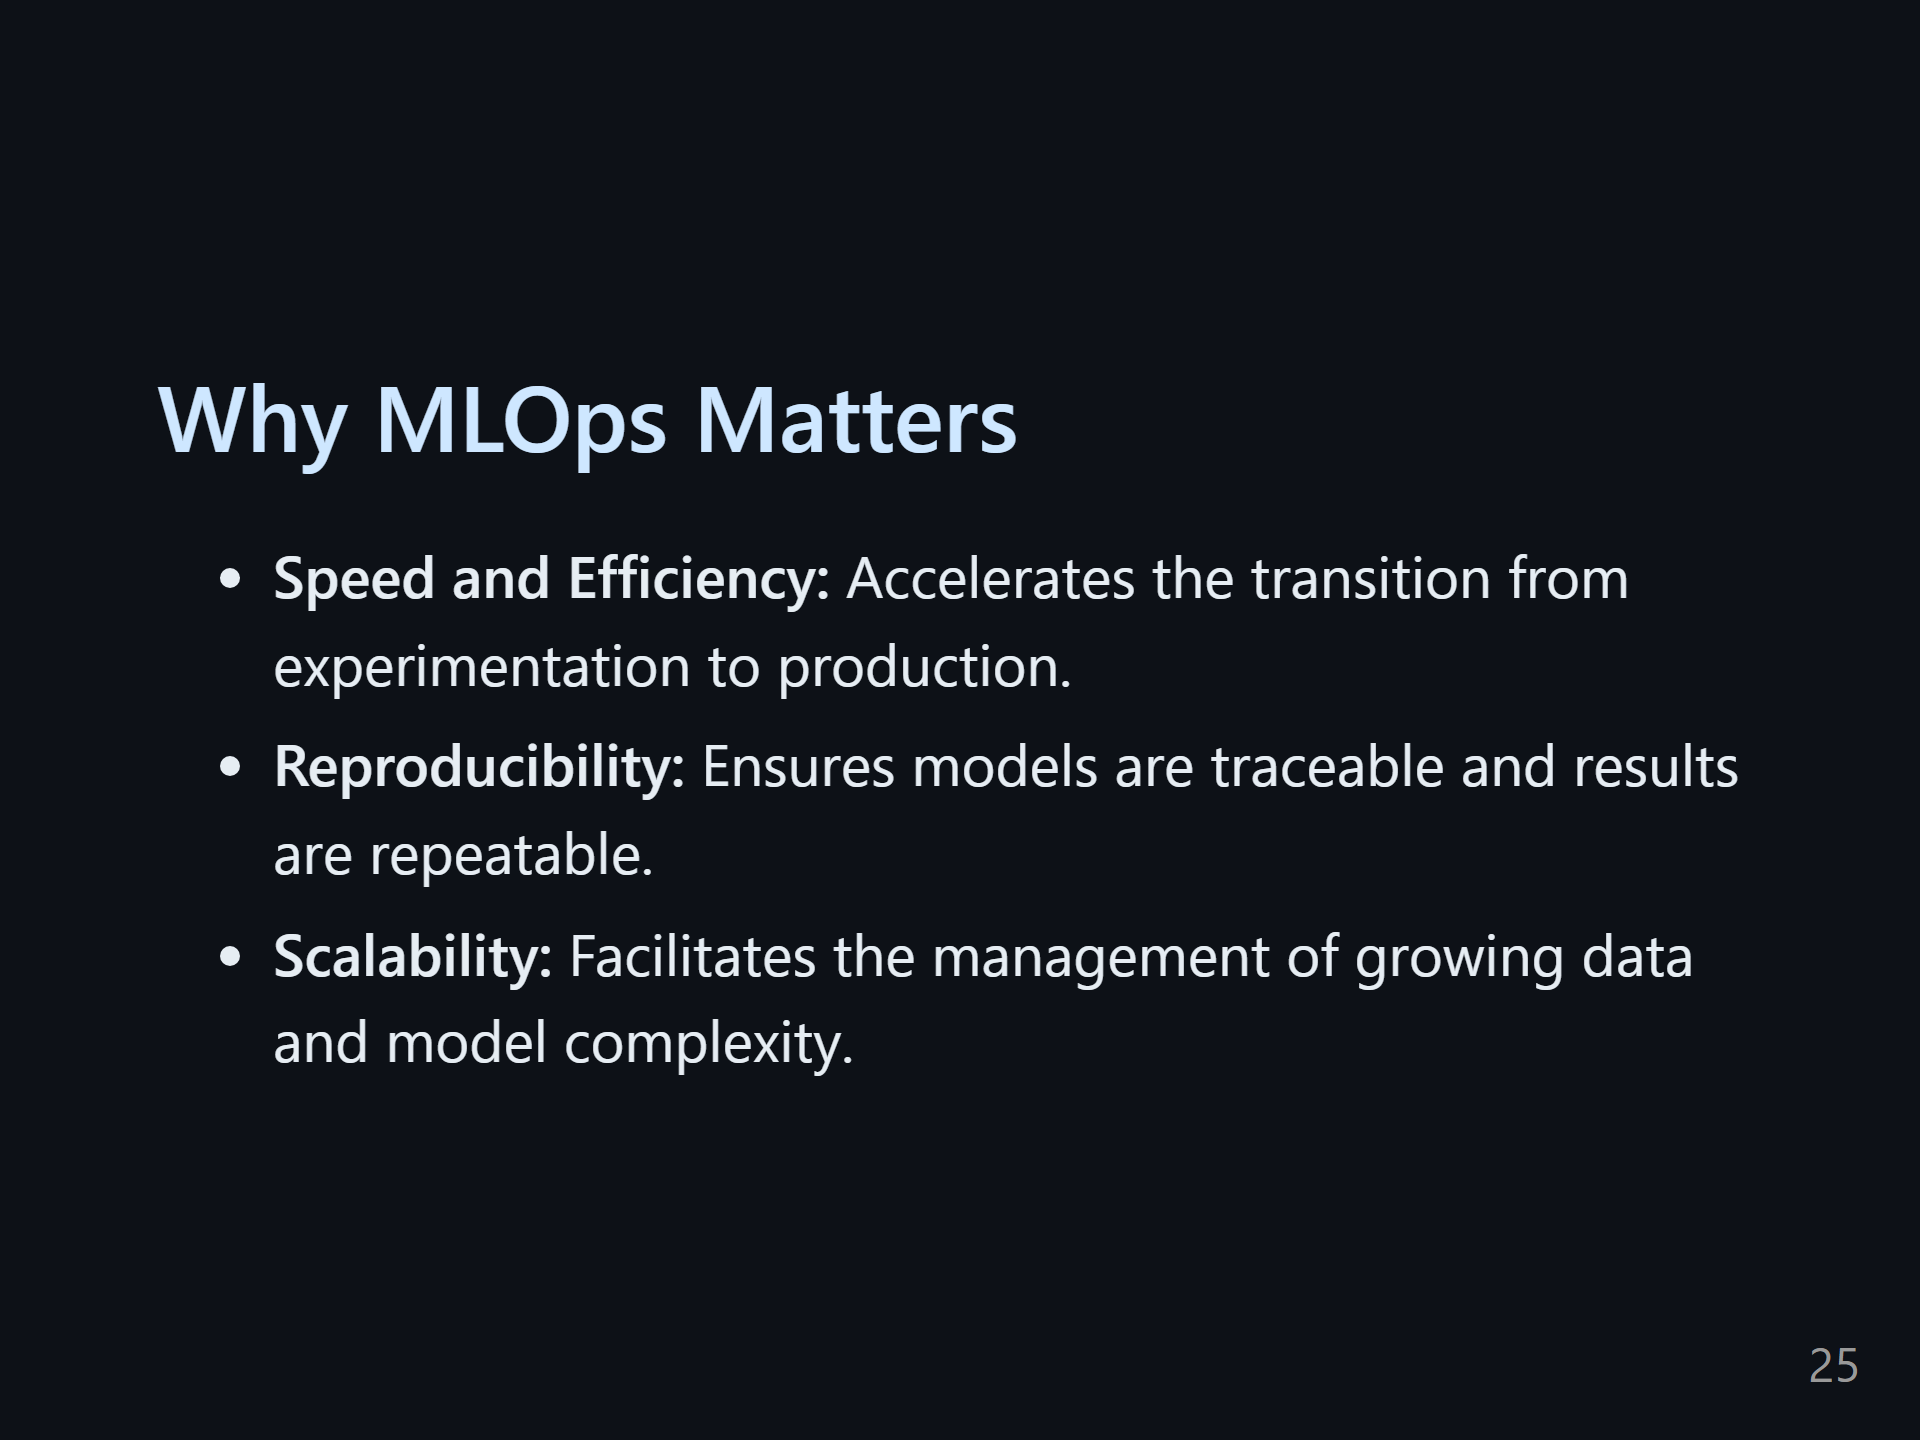 Why MLOps Matters
• Speed and Efficiency: Accelerates the transition from
experimentation to production.
• Reproducibility: Ensures models are traceable and results
are repeatable.
• Scalability: Facilitates the management of growing data
and model complexity.
25